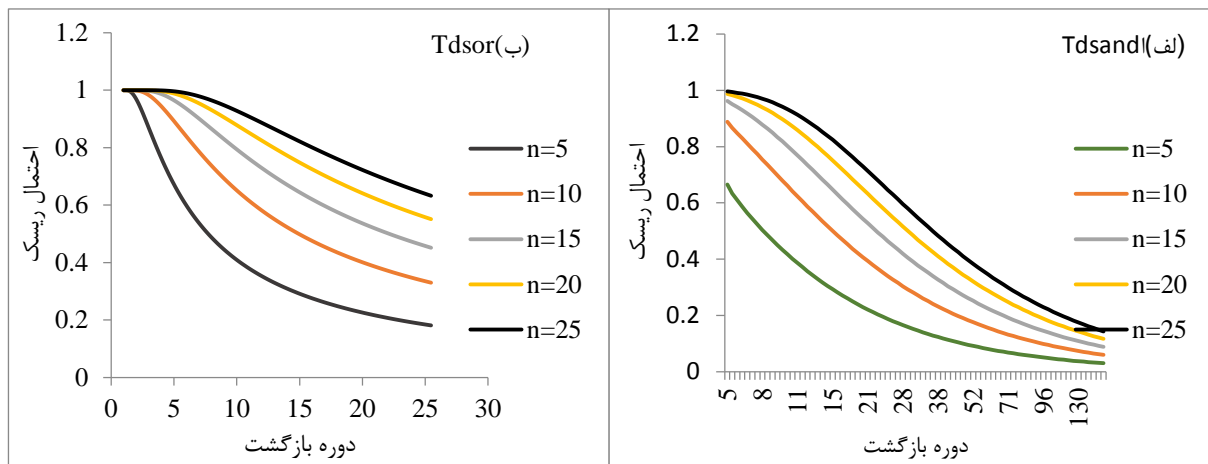 Tdsor(ب)
احتمال ریسک
1.2
1
0.8
0.6
0.4
0.2
0
0 5 10 15 20 25 30
دوره بازگشت
n=5
n=10
n=15
n=20
n=25
Tdsandا(لف)
احتمال ریسک
1.2
1
0.8
0.6
0.4
0.2
0
5 8 11 15 21 28 38 52 71 96 130
دوره بازگشت
n=5
n=10
n=15
n=20
n=25